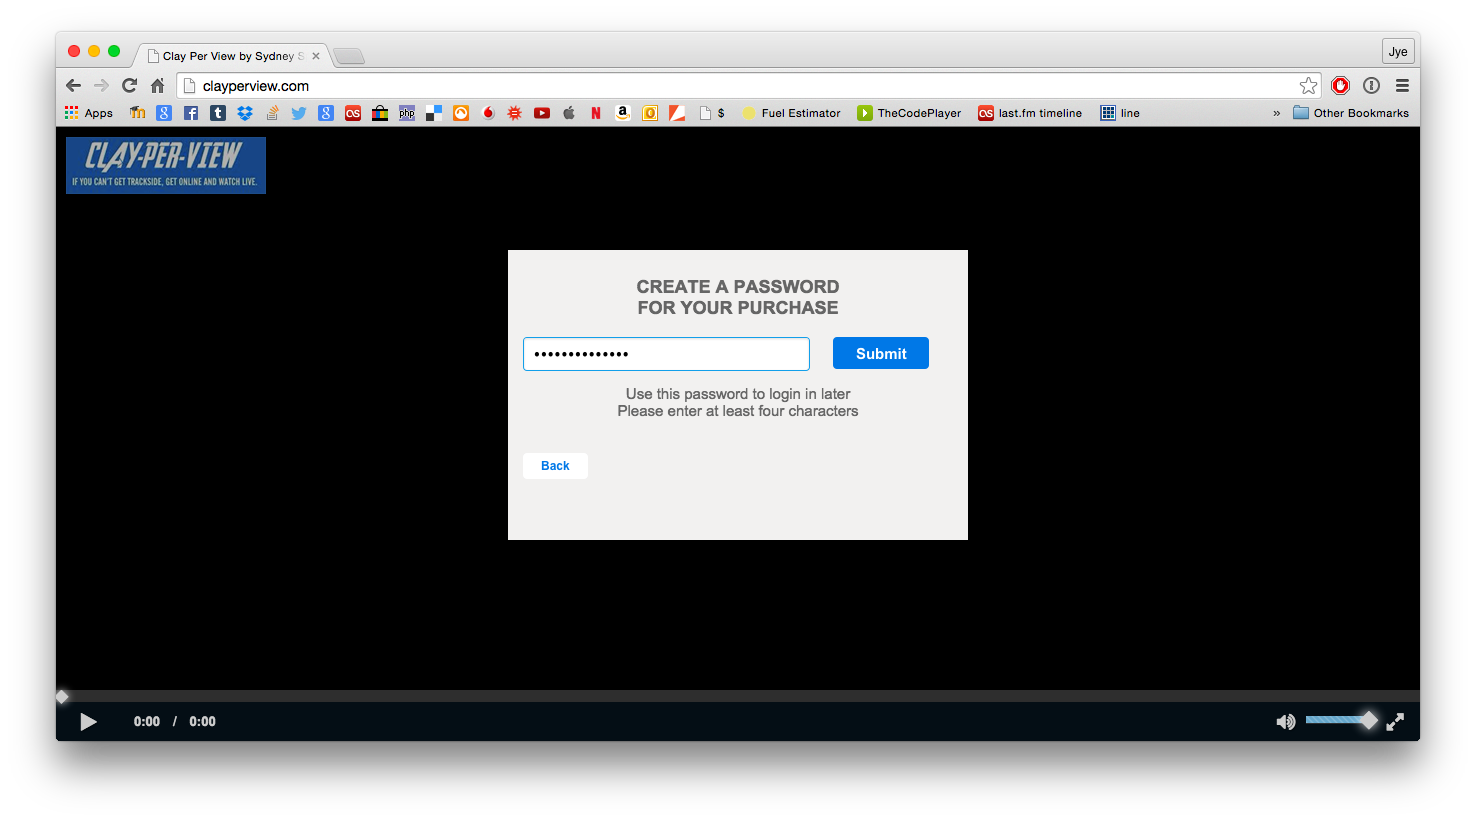 Clay Per View by Sydney S
Jye
clayperview.com
Apps
php
$
Fuel Estimator
TheCodePlayer
last.fm timeline
line
»
Other Bookmarks
CLAY-PER-VIEW
IF YOU CAN'T GET TRACKSIDE, GET ONLINE AND WATCH LIVE.
CREATE A PASSWORD
FOR YOUR PURCHASE
••••••••••••••
Submit
Use this password to login in later
Please enter at least four characters
Back
0:00 / 0:00